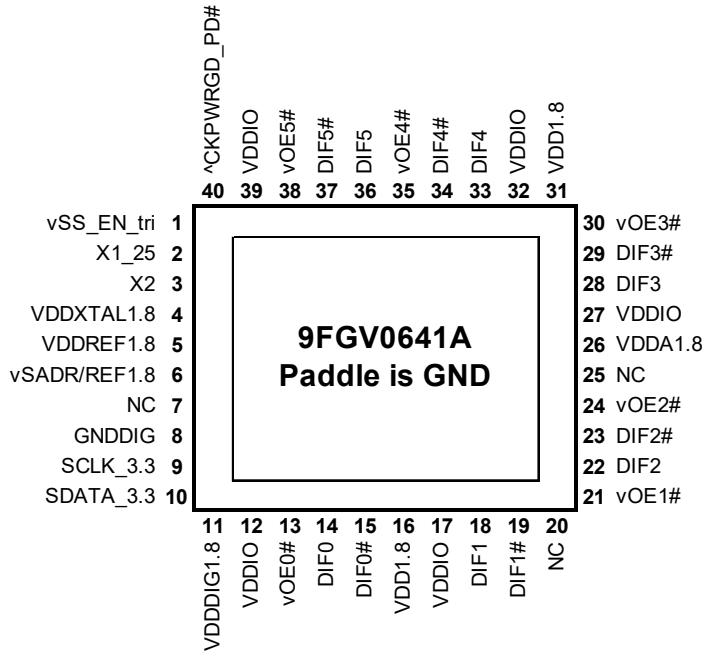 ^CKPWRGD_PD#
VDDIO
vOE5#
DIF5#
DIF5
vOE4#
DIF4#
DIF4
VDDIO
VDD1.8
40 39 38 37 36 35 34 33 32 31
vSS_EN_tri 1
X1_25 2
X2 3
VDDXTAL1.8 4
VDDREF1.8 5
vSADR/REF1.8 6
NC 7
GNDDIG 8
SCLK_3.3 9
SDATA_3.3 10
9FGV0641A
Paddle is GND
30 vOE3#
29 DIF3#
28 DIF3
27 VDDIO
26 VDDA1.8
25 NC
24 vOE2#
23 DIF2#
22 DIF2
21 vOE1#
11 12 13 14 15 16 17 18 19 20
VDDDIG1.8
VDDIO
vOE0#
DIF0
DIF0#
VDD1.8
VDDIO
DIF1
DIF1#
NC